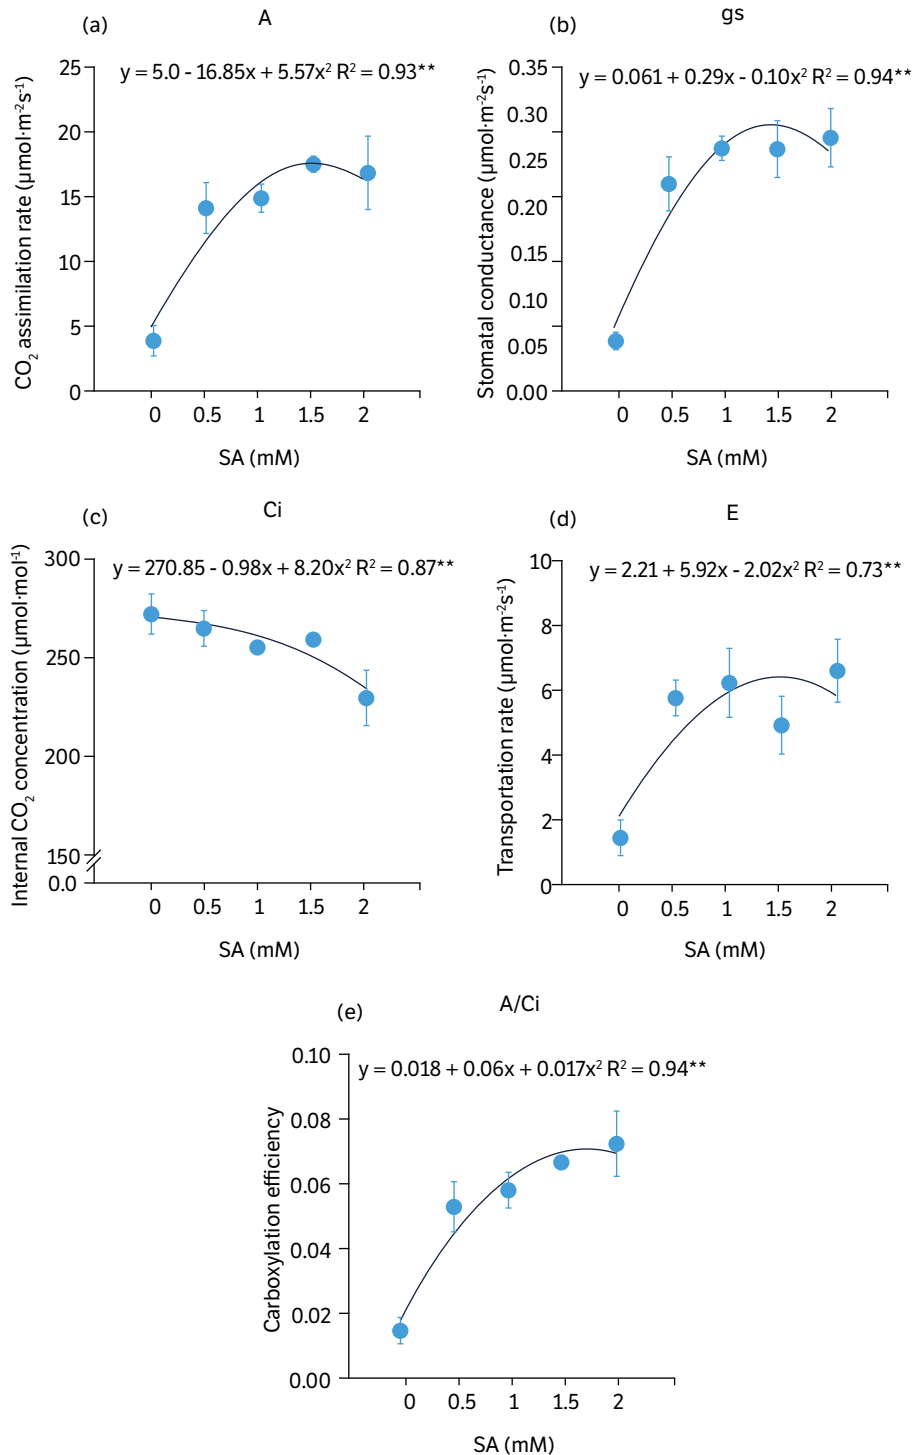 (a) A
y = 5.0 - 16.85x + 5.57x² R² = 0.93**
CO₂ assimilation rate (µmol·m⁻²s⁻¹)
25
20
15
10
5
0
0 0.5 1 1.5 2
SA (mM)
(b) gs
y = 0.061 + 0.29x - 0.10x² R² = 0.94**
Stomatal conductance (µmol·m⁻²s⁻¹)
0.35
0.30
0.25
0.20
0.15
0.10
0.05
0.00
0 0.5 1 1.5 2
SA (mM)
(c) Ci
y = 270.85 - 0.98x + 8.20x² R² = 0.87**
Internal CO₂ concentration (µmol·mol⁻¹)
300
250
200
150
0.0
0 0.5 1 1.5 2
SA (mM)
(d) E
y = 2.21 + 5.92x - 2.02x² R² = 0.73**
Transportation rate (µmol·m⁻²s⁻¹)
10
8
6
4
2
0
0 0.5 1 1.5 2
SA (mM)
(e) A/Ci
y = 0.018 + 0.06x + 0.017x² R² = 0.94**
Carboxylation efficiency
0.10
0.08
0.06
0.04
0.02
0.00
0 0.5 1 1.5 2
SA (mM)